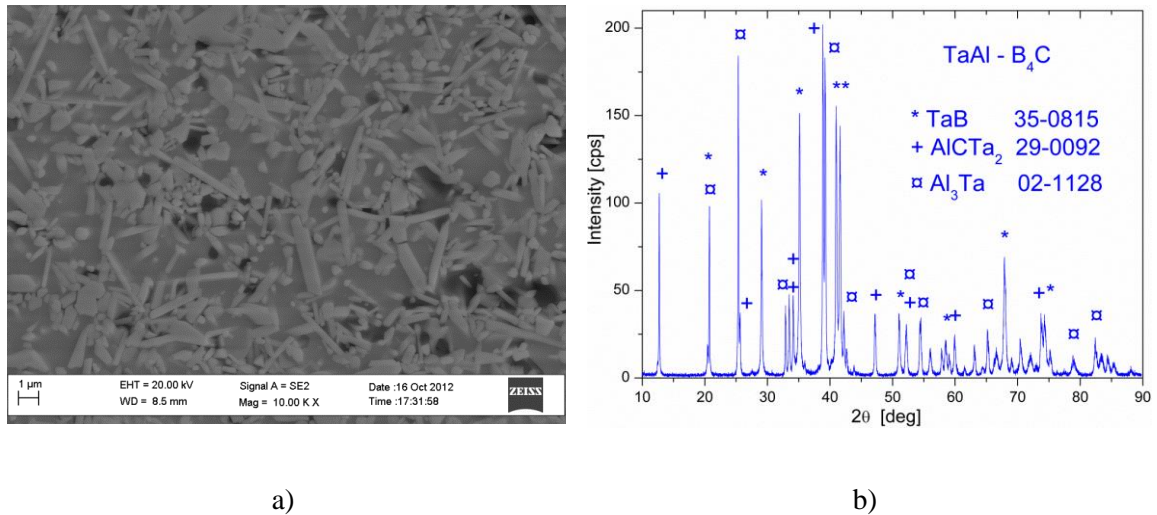 1 µm
EHT = 20.00 kV
WD = 8.5 mm
Signal A = SE2
Mag = 10.00 K X
Date :16 Oct 2012
Time :17:31:58
ZEISS
200
150
100
50
0
Intensity [cps]
10 20 30 40 50 60 70 80 90
2θ [deg]
TaAl - B₄C
* TaB 35-0815
+ AlCTa₂ 29-0092
¤ Al₃Ta 02-1128
a)
b)